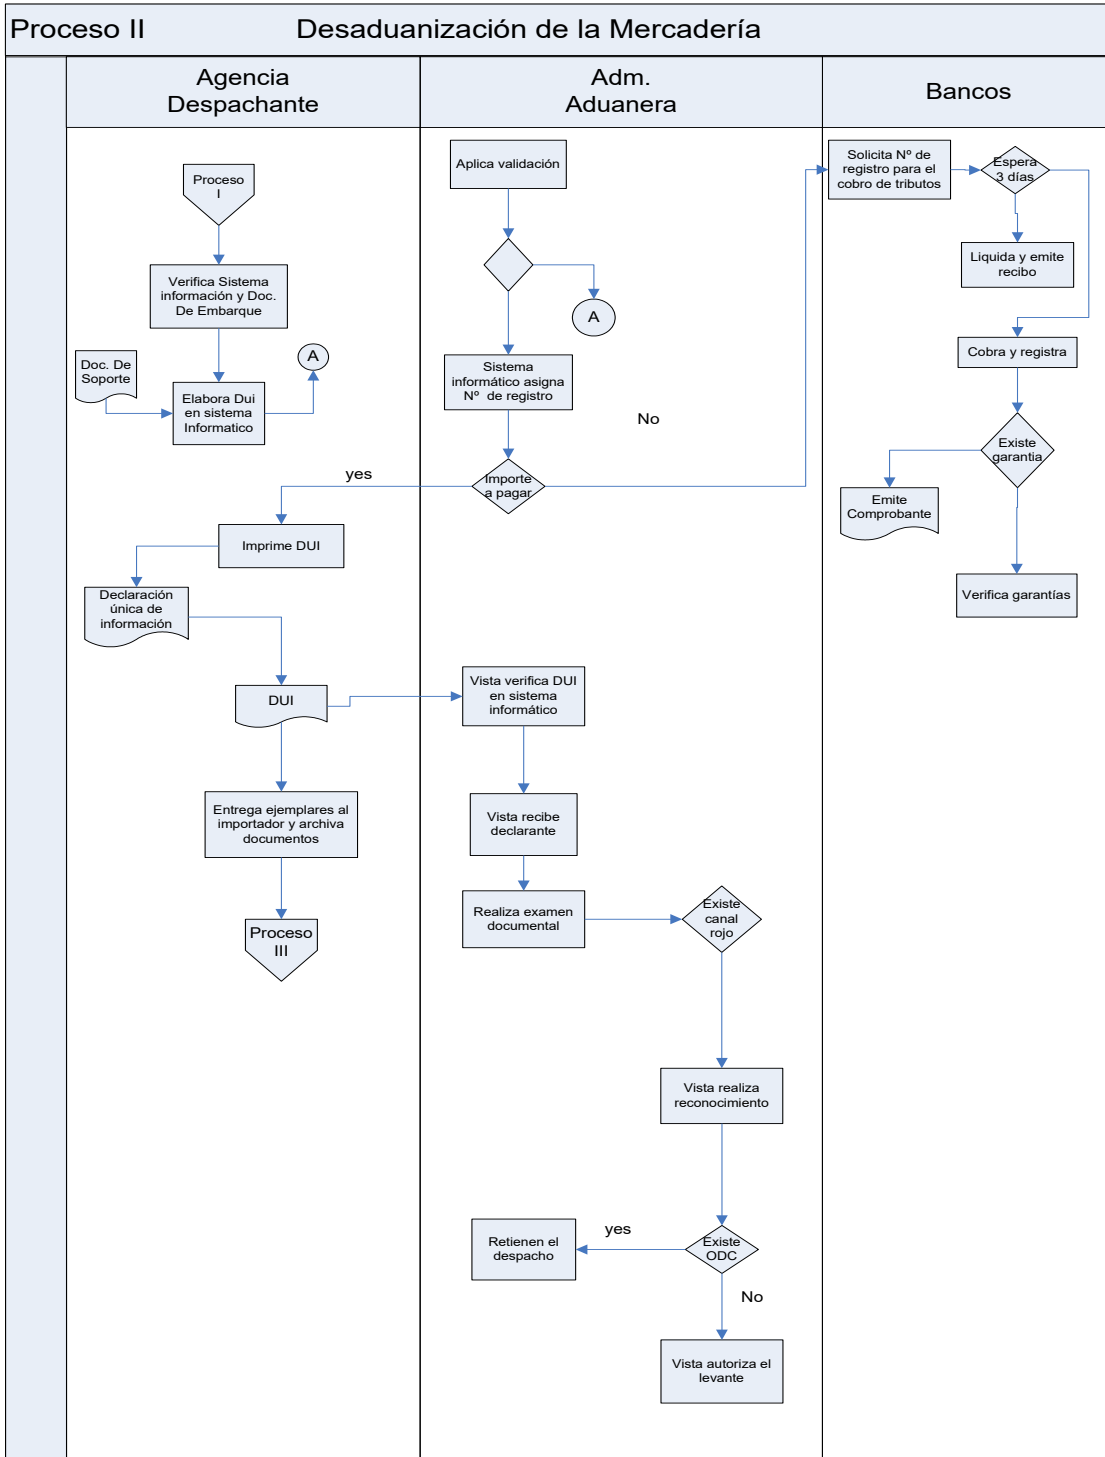 Proceso II
Desaduanización de la Mercadería
Agencia
Despachante
Adm.
Aduanera
Bancos
Proceso
I
Verifica Sistema
información y Doc.
De Embarque
Doc. De
Soporte
A
Elabora Dui
en sistema
Informatico
yes
Imprime DUI
Declaración
única de
información
DUI
Entrega ejemplares al
importador y archiva
documentos
Proceso
III
Aplica validación
A
Sistema
informático asigna
Nº de registro
No
Importe
a pagar
Vista verifica DUI
en sistema
informático
Vista recibe
declarante
Realiza examen
documental
Existe
canal
rojo
Vista realiza
reconocimiento
Retienen el
despacho
yes
Existe
ODC
No
Vista autoriza el
levante
Solicita Nº de
registro para el
cobro de tributos
Espera
3 días
Liquida y emite
recibo
Cobra y registra
Existe
garantia
Emite
Comprobante
Verifica garantías